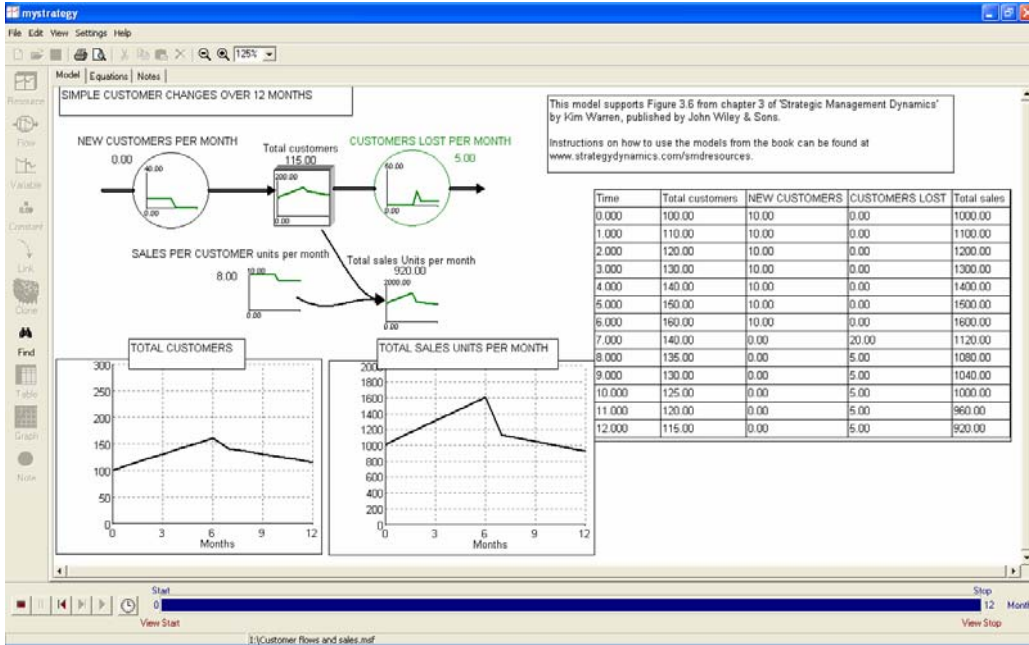 mystrategy
File Edit View Settings Help
125%
Model Equations Notes
Resource
Flow
Variable
Constant
Link
Clone
Find
Table
Graph
Note
SIMPLE CUSTOMER CHANGES OVER 12 MONTHS
This model supports Figure 3.6 from chapter 3 of 'Strategic Management Dynamics'
by Kim Warren, published by John Wiley & Sons.
Instructions on how to use the models from the book can be found at
www.strategydynamics.com/smdresources.
NEW CUSTOMERS PER MONTH
0.00
40.00
0.00
Total customers
115.00
200.00
0.00
CUSTOMERS LOST PER MONTH
5.00
60.00
0.00
SALES PER CUSTOMER units per month
8.00
10.00
0.00
Total sales Units per month
920.00
2000.00
0.00
Time Total customers NEW CUSTOMERS CUSTOMERS LOST Total sales
0.000 100.00 10.00 0.00 1000.00
1.000 110.00 10.00 0.00 1100.00
2.000 120.00 10.00 0.00 1200.00
3.000 130.00 10.00 0.00 1300.00
4.000 140.00 10.00 0.00 1400.00
5.000 150.00 10.00 0.00 1500.00
6.000 160.00 10.00 0.00 1600.00
7.000 140.00 0.00 20.00 1120.00
8.000 135.00 0.00 5.00 1080.00
9.000 130.00 0.00 5.00 1040.00
10.000 125.00 0.00 5.00 1000.00
11.000 120.00 0.00 5.00 960.00
12.000 115.00 0.00 5.00 920.00
TOTAL CUSTOMERS
300
250
200
150
100
50
0
0 3 6 9 12
Months
TOTAL SALES UNITS PER MONTH
1800
1600
1400
1200
1000
800
600
400
200
0
0 3 6 9 12
Months
Start Stop
0 12 Month
View Start View Stop
I:\Customer flows and sales.msf